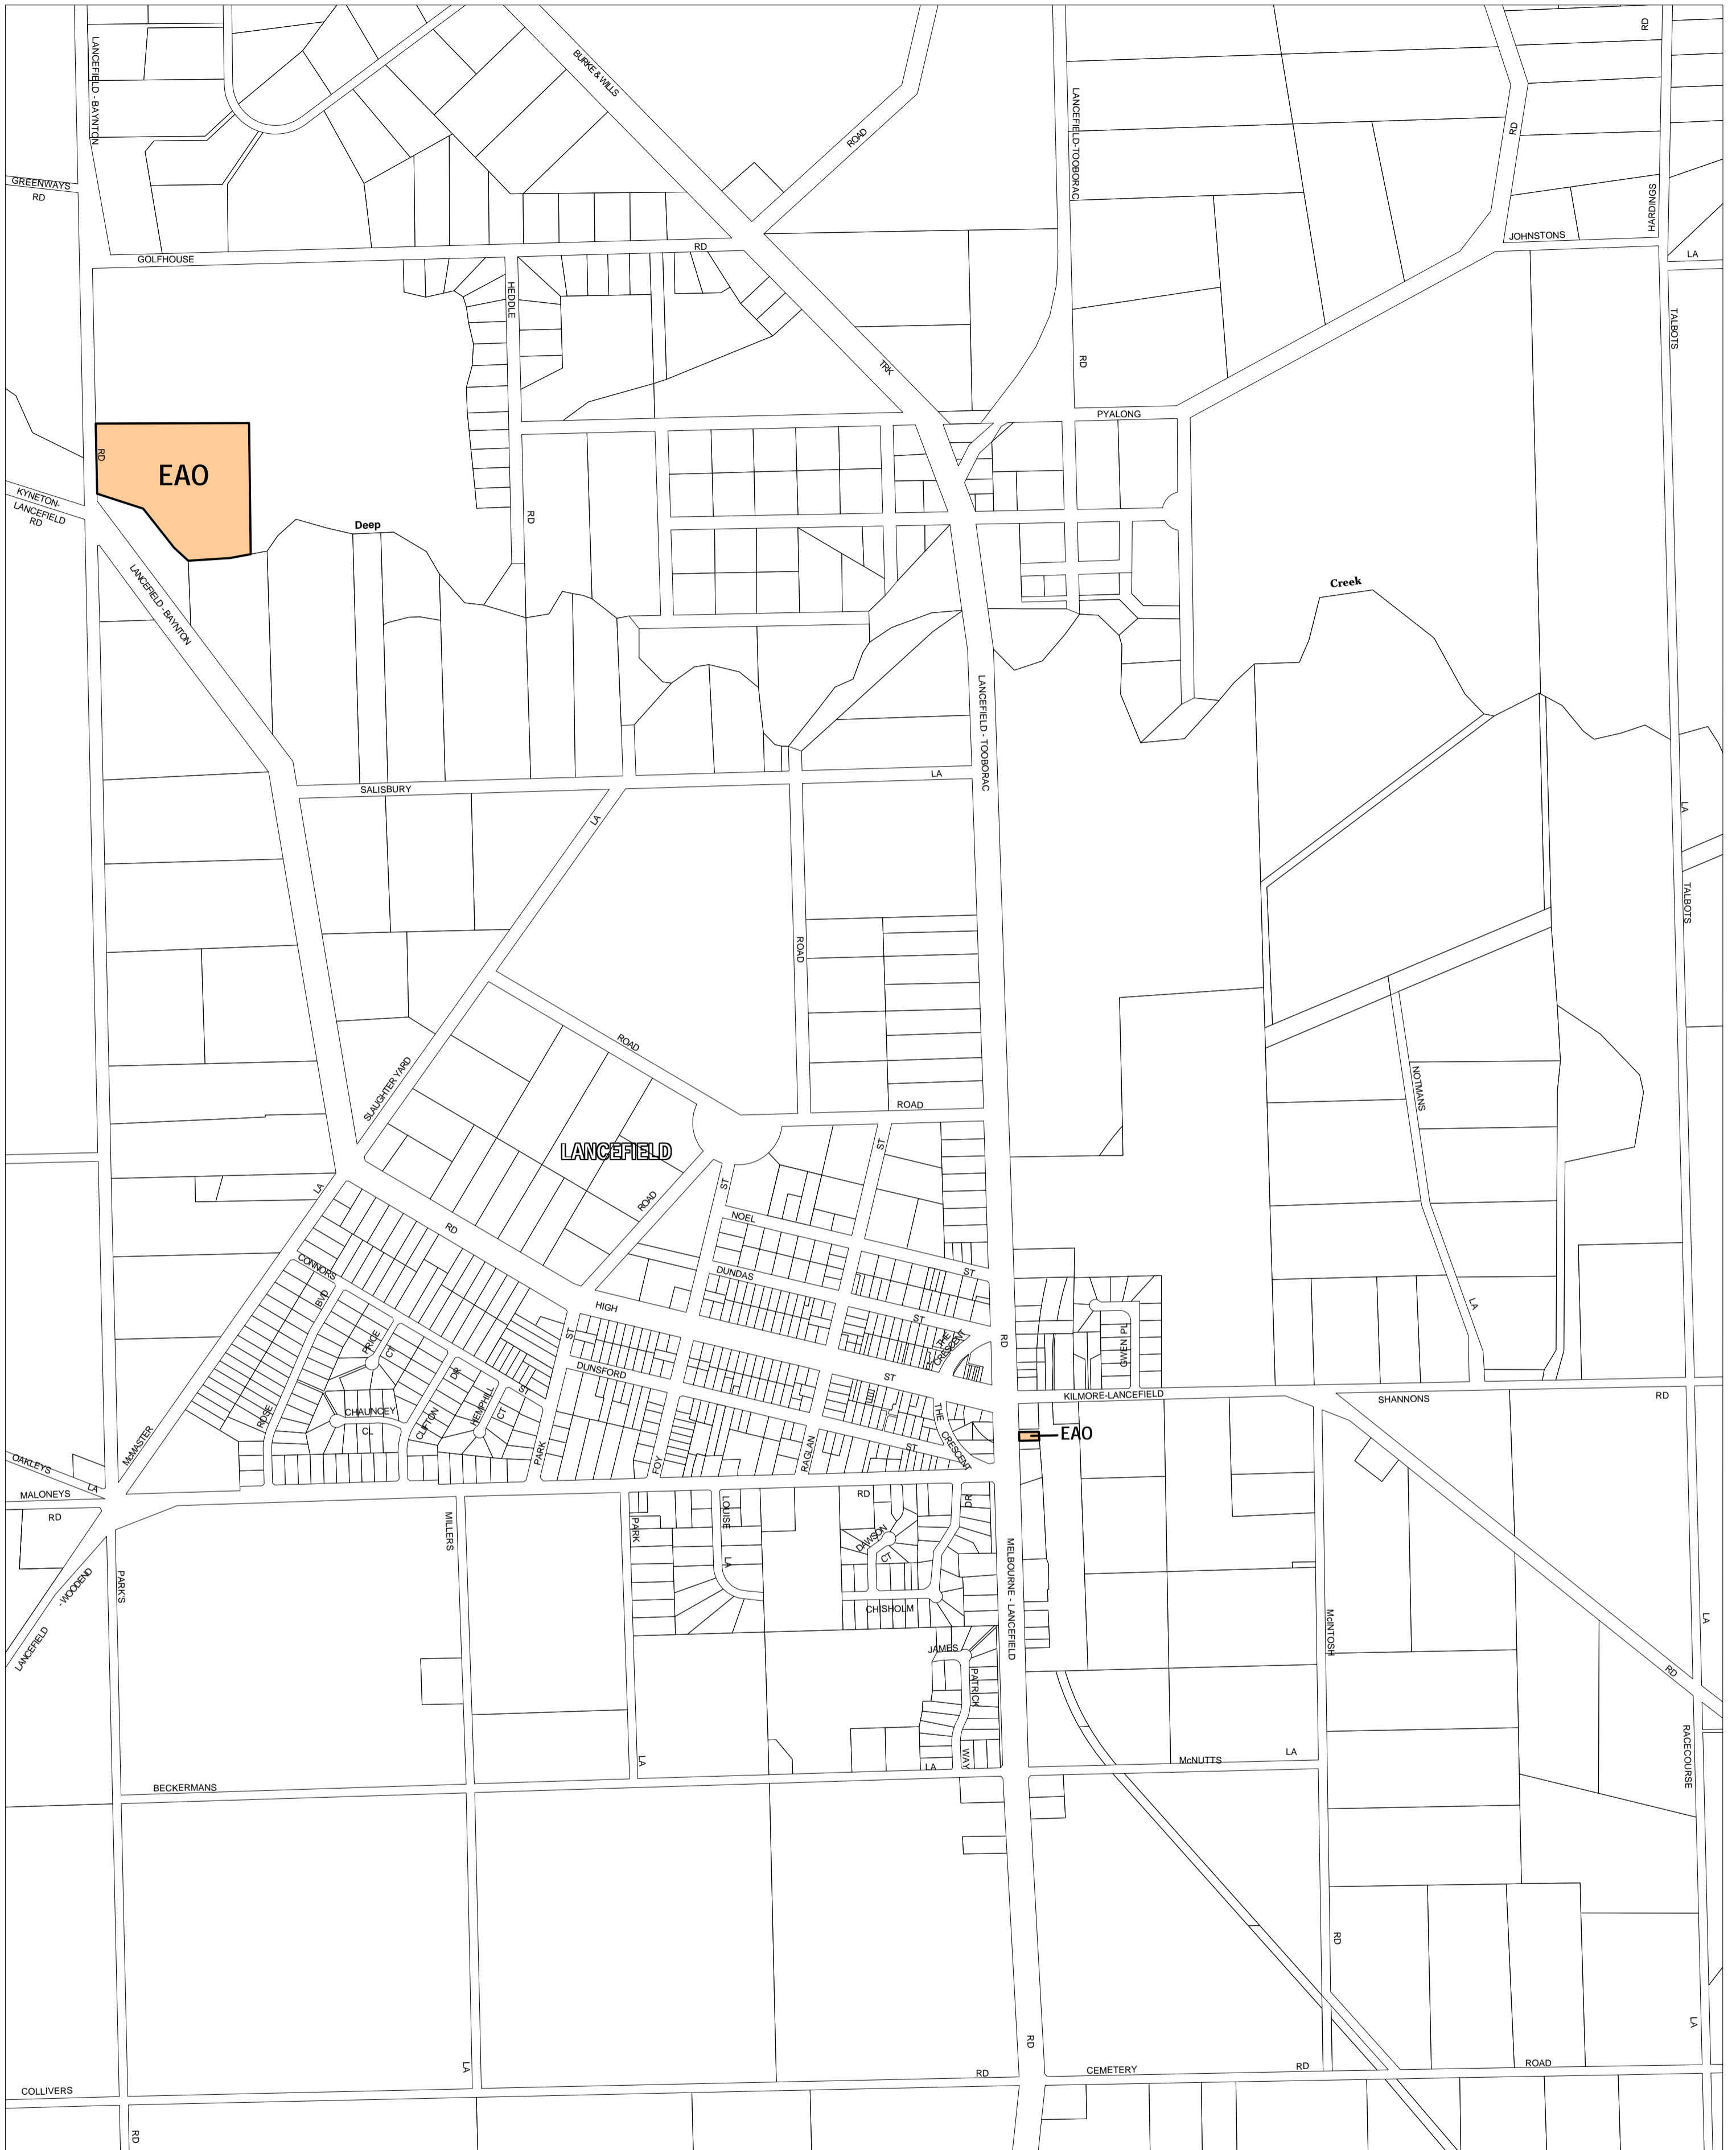 LANCEFIELD - BAYNTON
BURKE & WILLS
ROAD
LANCEFIELD-TOOBORAC
RD
RD
GREENWAYS
RD
HARDINGS
JOHNSTONS
LA
GOLFHOUSE
RD
HEDDLE
TALBOTS
TRK
RD
PYALONG
RD
EAO
KYNETON-
LANCEFIELD
RD
Deep
RD
LANCEFIELD - BAYNTON
Creek
LANCEFIELD - TOOBORAC
SALISBURY
LA
LA
LA
TALBOTS
ROAD
ROAD
SLAUGHTER YARD
NOTMANS
ROAD
LANCEFIELD
ST
ST
LA
ROAD
NOEL
RD
CONNORS
DUNDAS
ST
BVD
HIGH
ST
LA
PRICE
CT
ST
THE
CRESCENT
RD
GWEN PL
DUNSFORD
ST
DR
HEMPHILL
ST
CT
KILMORE-LANCEFIELD
SHANNONS
RD
ROSE
CHAUNCEY
CL
CLIFTON
THE
CRESCENT
EAO
McMASTER
PARK
FOY
RAGLAN
ST
OAKLEYS
LA
MALONEYS
RD
MILLERS
PARK
LOUISE
LA
RD
DR
DAWSON
CT
MELBOURNE - LANCEFIELD
PARK'S
LANCEFIELD
- WOODEND
CHISHOLM
McINTOSH
LA
JAMES
PATRICK
WAY
RD
RACECOURSE
LA
LA
McNUTTS
LA
BECKERMANS
RD
RD
LA
LA
COLLIVERS
RD
CEMETERY
RD
ROAD
RD